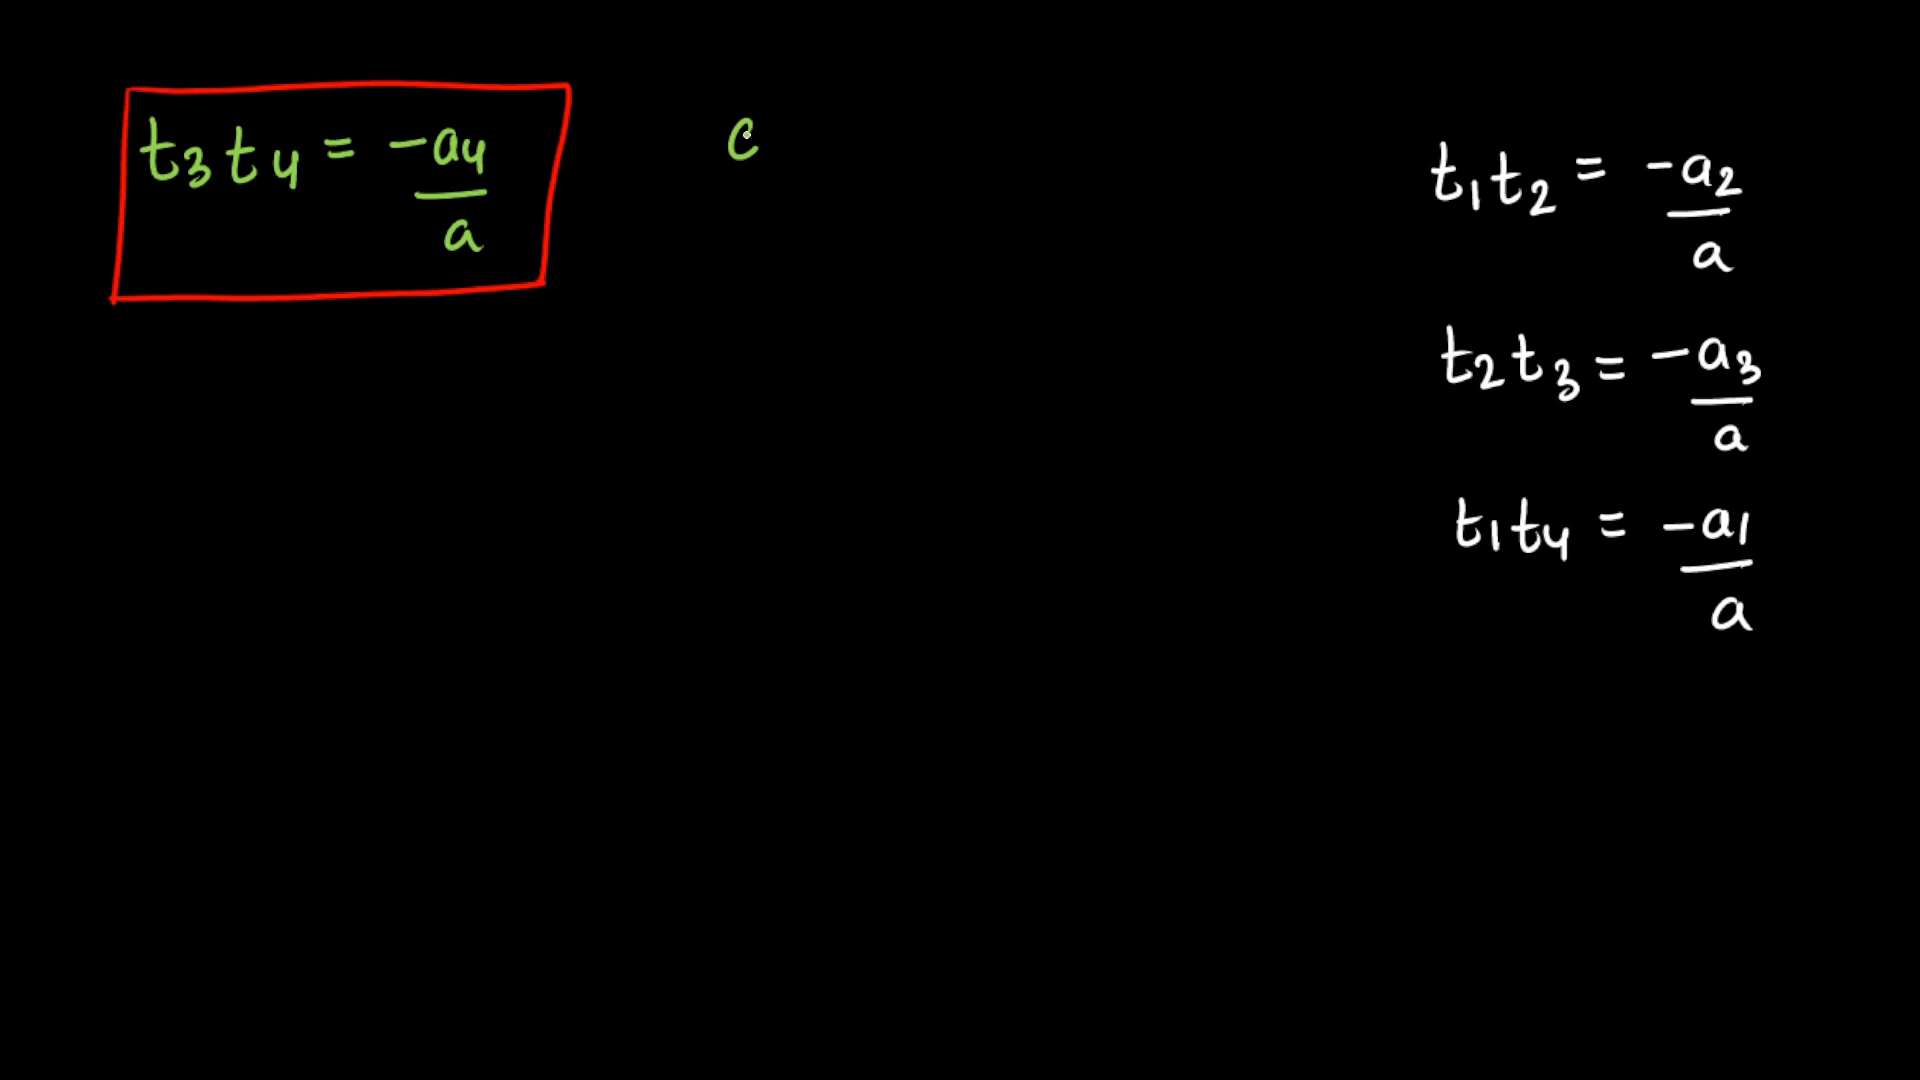 t₃t₄ = -a₄/a
c
t₁t₂ = -a₂/a
t₂t₃ = -a₃/a
t₁t₄ = -a₁/a